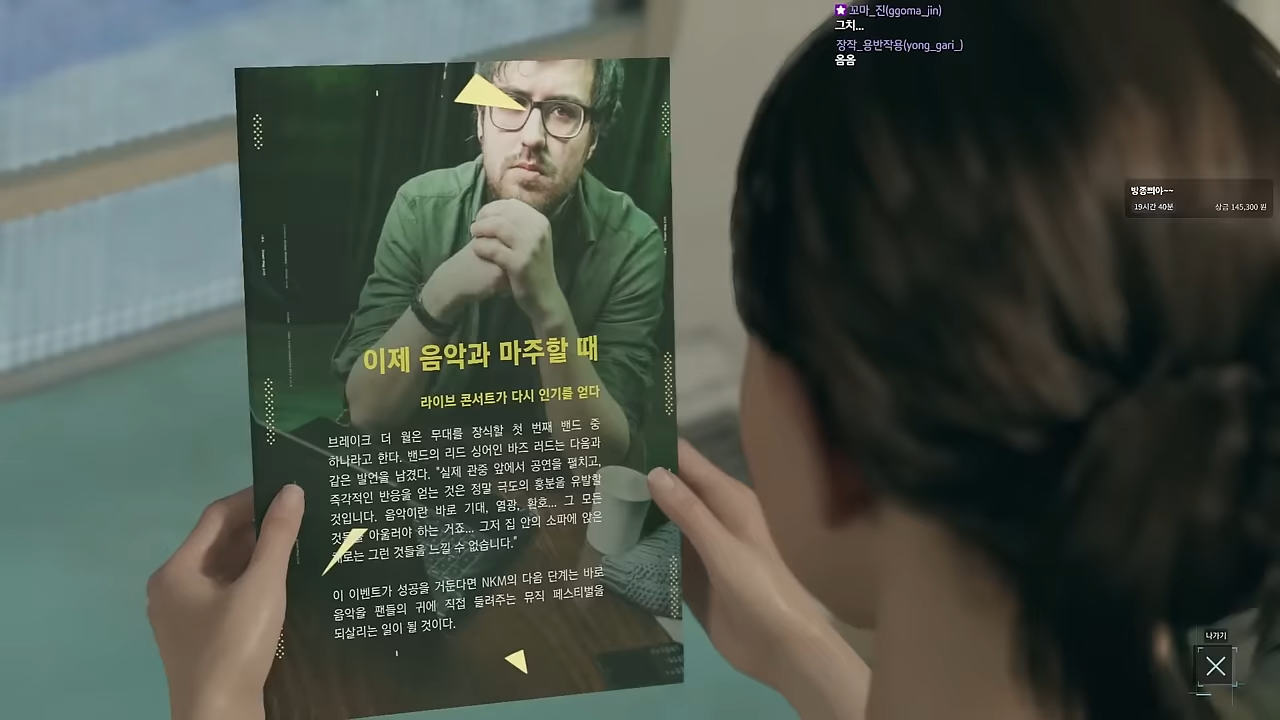 꼬마_진(ggoma_jin)
그치...
장작_용반작용(yong_gari_)
음음
빙종뼈야~~
19시간 40분
상금 145,300 원
이제 음악과 마주할 때
라이브 콘서트가 다시 인기를 얻다
브레이크 더 월은 무대를 장식할 첫 번째 밴드 중
하나라고 한다. 밴드의 리드 싱어인 바즈 러드는 다음과
같은 발언을 남겼다. "실제 관중 앞에서 공연을 펼치고,
즉각적인 반응을 얻는 것은 정말 극도의 흥분을 유발할
것입니다. 음악이란 바로 기대, 열광, 환호... 그 모든
아울러야 하는 거죠... 그저 집 안의 소파에 앉은
채로는 그런 것들을 느낄 수 없습니다."
이 이벤트가 성공을 거둔다면 NKM의 다음 단계는 바로
음악을 팬들의 귀에 직접 들려주는 뮤직 페스티벌을
되살리는 일이 될 것이다.
나가기